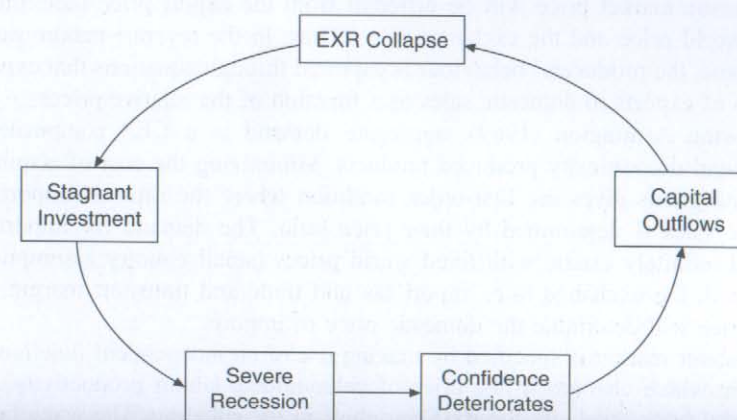 EXR Collapse
Stagnant
Investment
Capital
Outflows
Severe
Recession
Confidence
Deteriorates